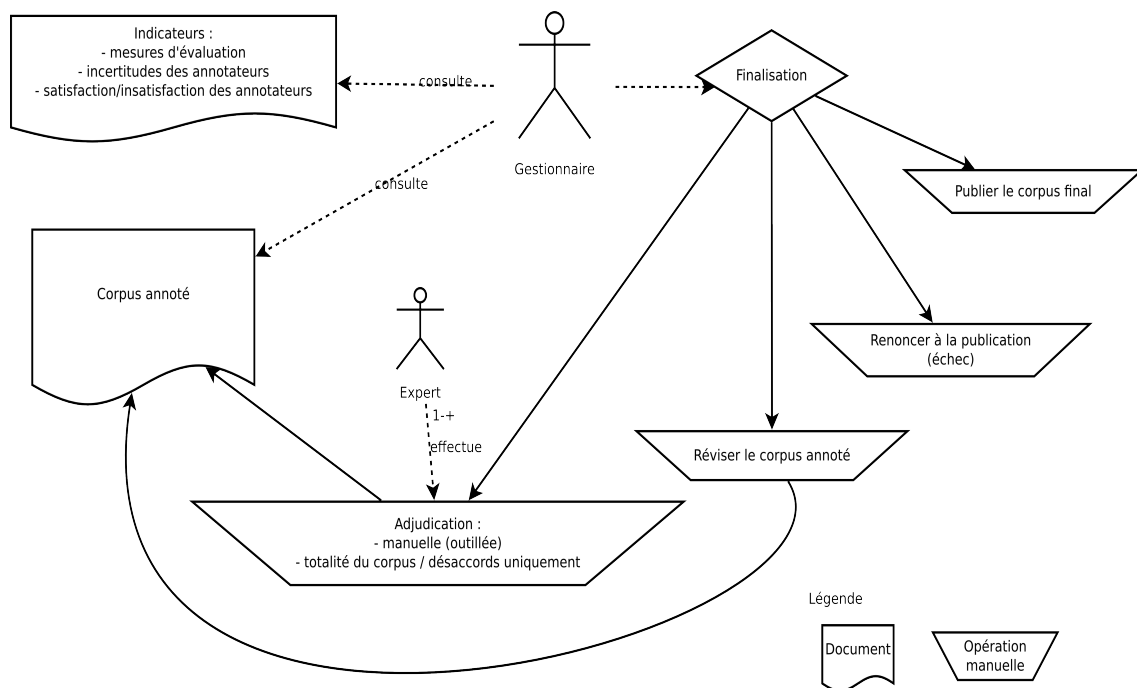 Indicateurs :
- mesures d'évaluation
- incertitudes des annotateurs
- satisfaction/insatisfaction des annotateurs
consulte
Gestionnaire
Finalisation
consulte
Publier le corpus final
Corpus annoté
Renoncer à la publication
(échec)
Expert
1-+
effectue
Réviser le corpus annoté
Adjudication :
- manuelle (outillée)
- totalité du corpus / désaccords uniquement
Légende
Document
Opération
manuelle